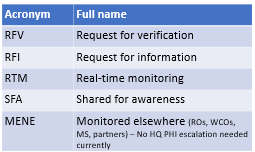 Acronym Full name
RFV Request for verification
RFI Request for information
RTM Real-time monitoring
SFA Shared for awareness
MENE Monitored elsewhere (ROs, WCOs,
MS, partners) – No HQ PHI escalation needed
currently